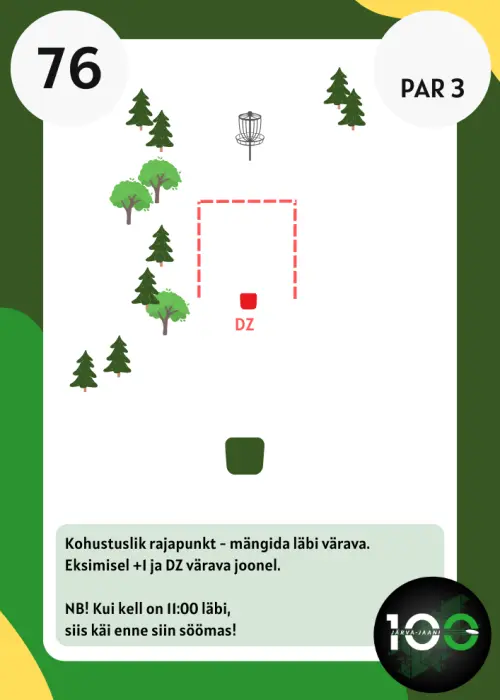 76
PAR 3
DZ
Kohustuslik rajapunkt - mängida läbi värava.
Eksimisel +1 ja DZ värava joonel.
NB! Kui kell on 11:00 läbi,
siis käi enne siin söömas!
100
JÄRVA-JAANI